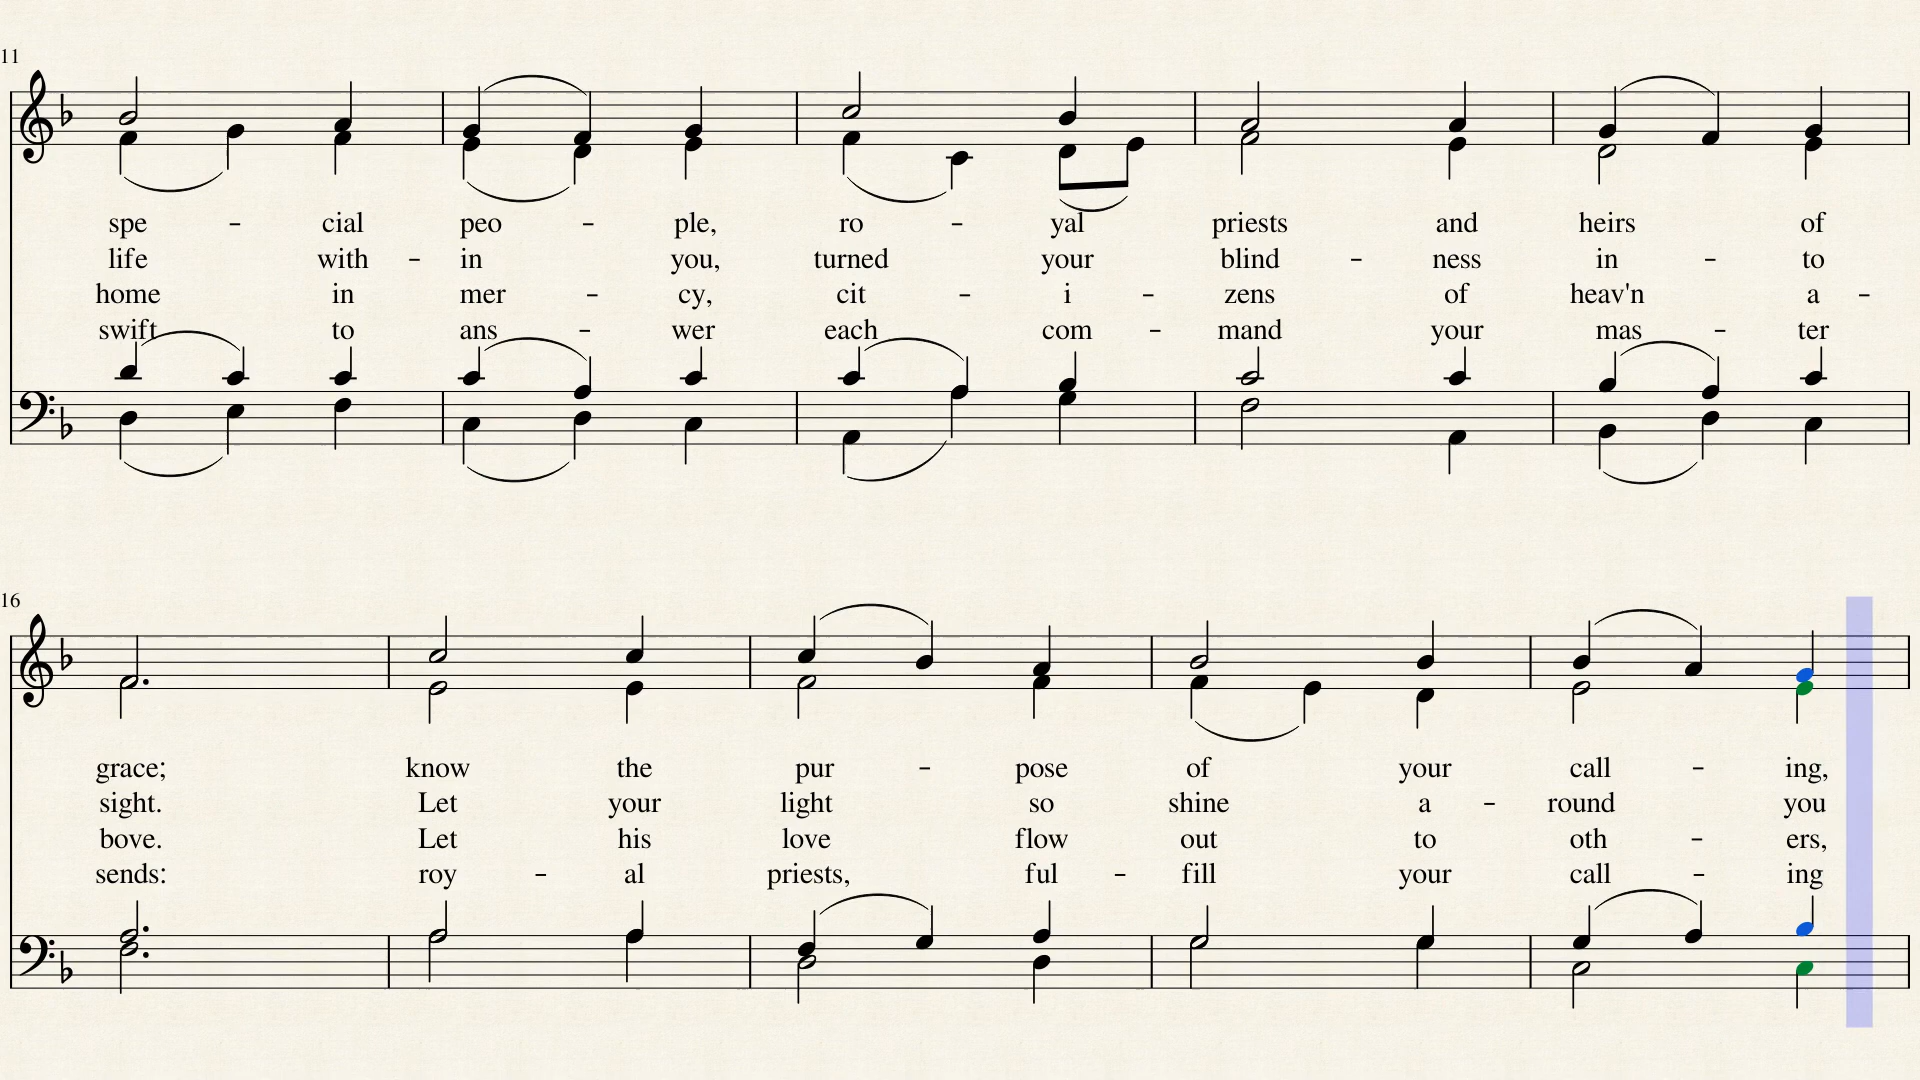 11
spe - cial peo - ple, ro - yal priests and heirs of
life with - in you, turned your blind - ness in - to
home in mer - cy, cit - i - zens of heav'n a -
swift to ans - wer each com - mand your mas - ter
16
grace; know the pur - pose of your call - ing,
sight. Let your light so shine a - round you
bove. Let his love flow out to oth - ers,
sends: roy - al priests, ful - fill your call - ing